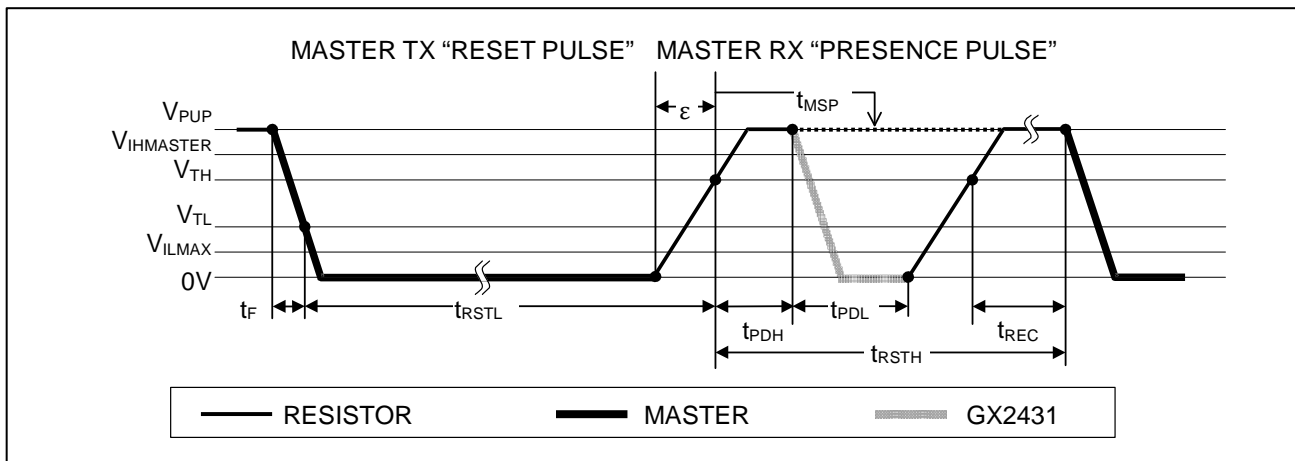 MASTER TX “RESET PULSE” MASTER RX “PRESENCE PULSE”
ε tMSP
VPUP
VIHMASTER
VTH
VTL
VILMAX
0V
tF tRSTL tPDH tPDL tREC
tRSTH
RESISTOR MASTER GX2431